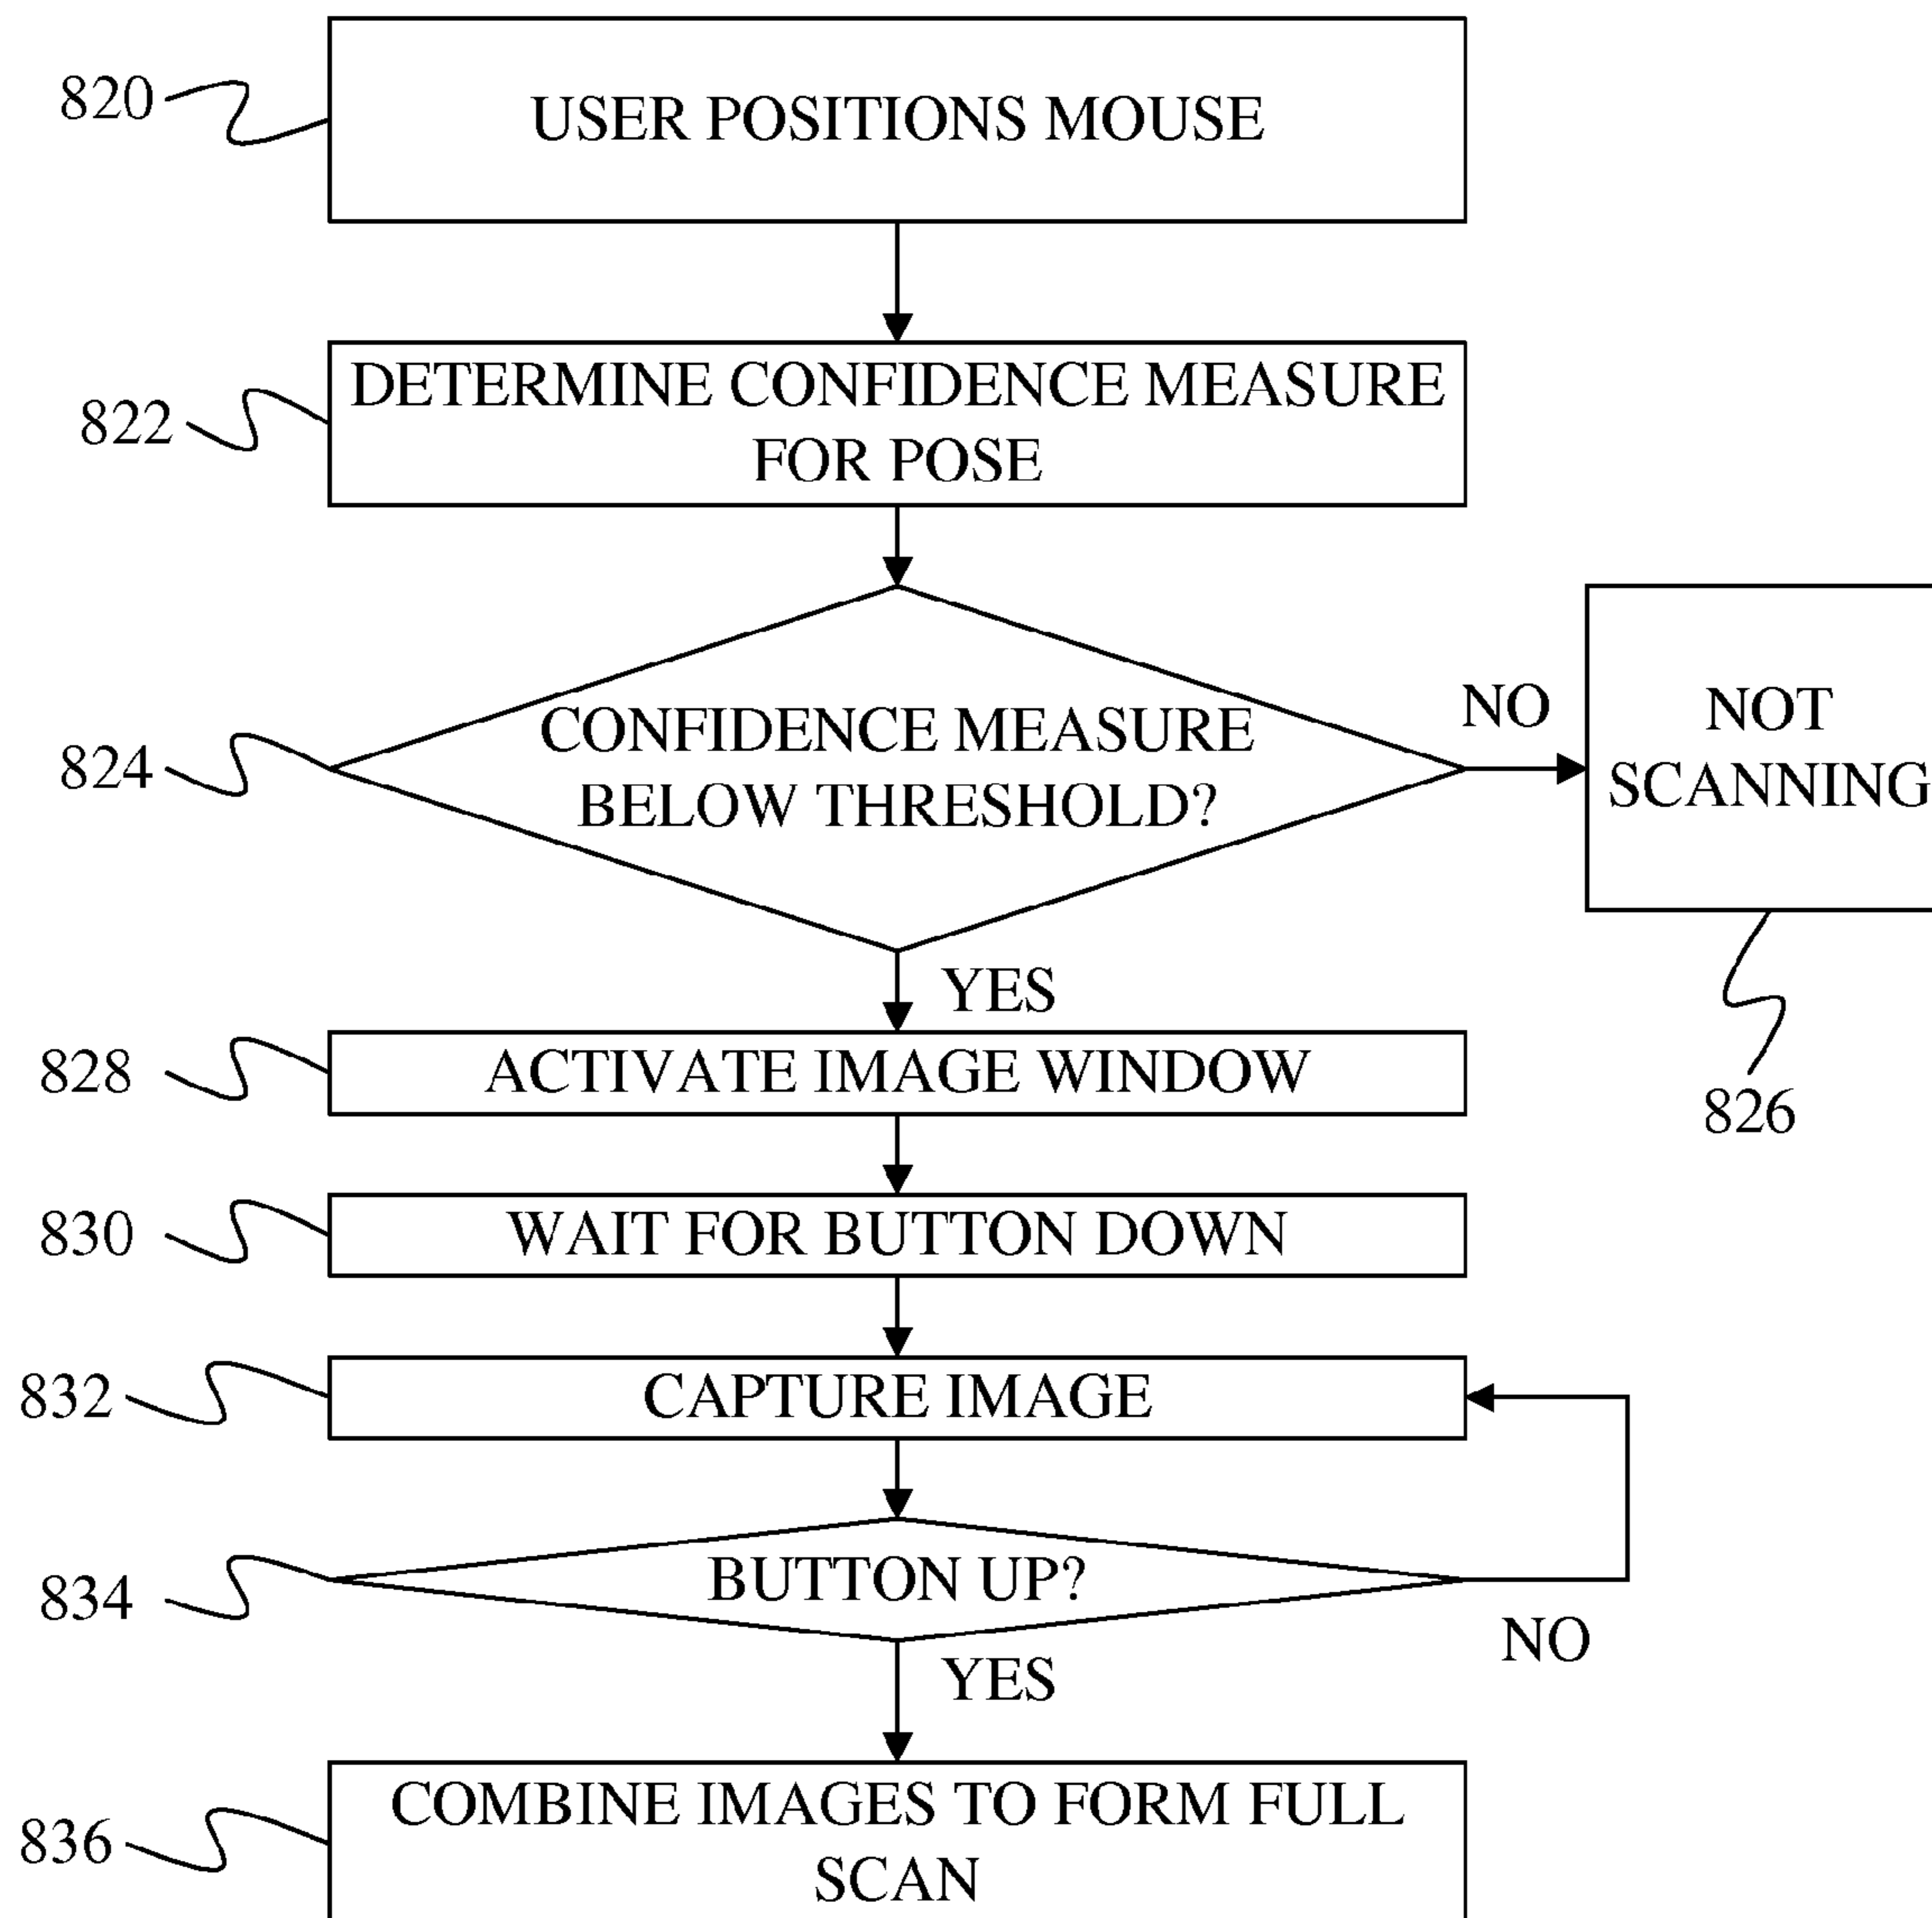 820
USER POSITIONS MOUSE
822
DETERMINE CONFIDENCE MEASURE
FOR POSE
824
CONFIDENCE MEASURE
BELOW THRESHOLD?
NO
NOT
SCANNING
826
YES
828
ACTIVATE IMAGE WINDOW
830
WAIT FOR BUTTON DOWN
832
CAPTURE IMAGE
834
BUTTON UP?
NO
YES
836
COMBINE IMAGES TO FORM FULL
SCAN